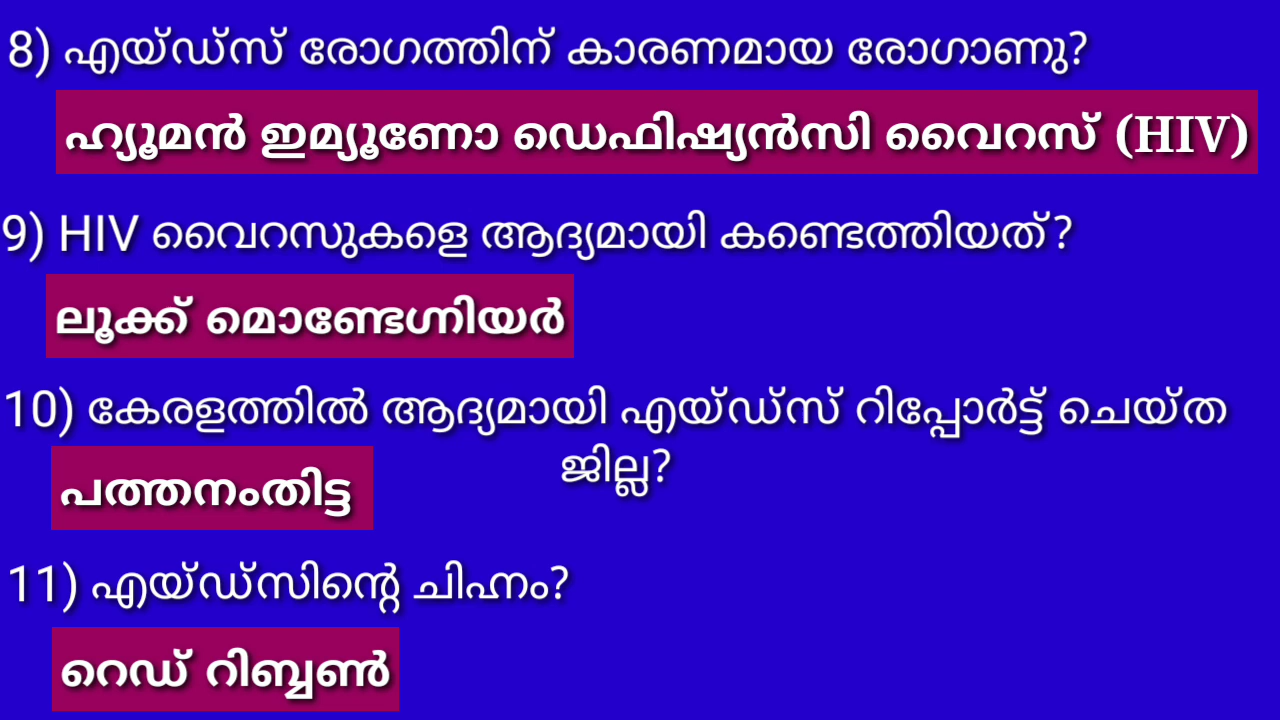 8) എയ്ഡ്സ് രോഗത്തിന് കാരണമായ രോഗാണു?
ഹ്യൂമൻ ഇമ്യൂണോ ഡെഫിഷ്യൻസി വൈറസ് (HIV)
9) HIV വൈറസുകളെ ആദ്യമായി കണ്ടെത്തിയത്?
ലൂക്ക് മൊണ്ടേഗ്നിയർ
10) കേരളത്തിൽ ആദ്യമായി എയ്ഡ്സ് റിപ്പോർട്ട് ചെയ്ത
ജില്ല?
പത്തനംതിട്ട
11) എയ്ഡ്സിന്റെ ചിഹ്നം?
റെഡ് റിബ്ബൺ